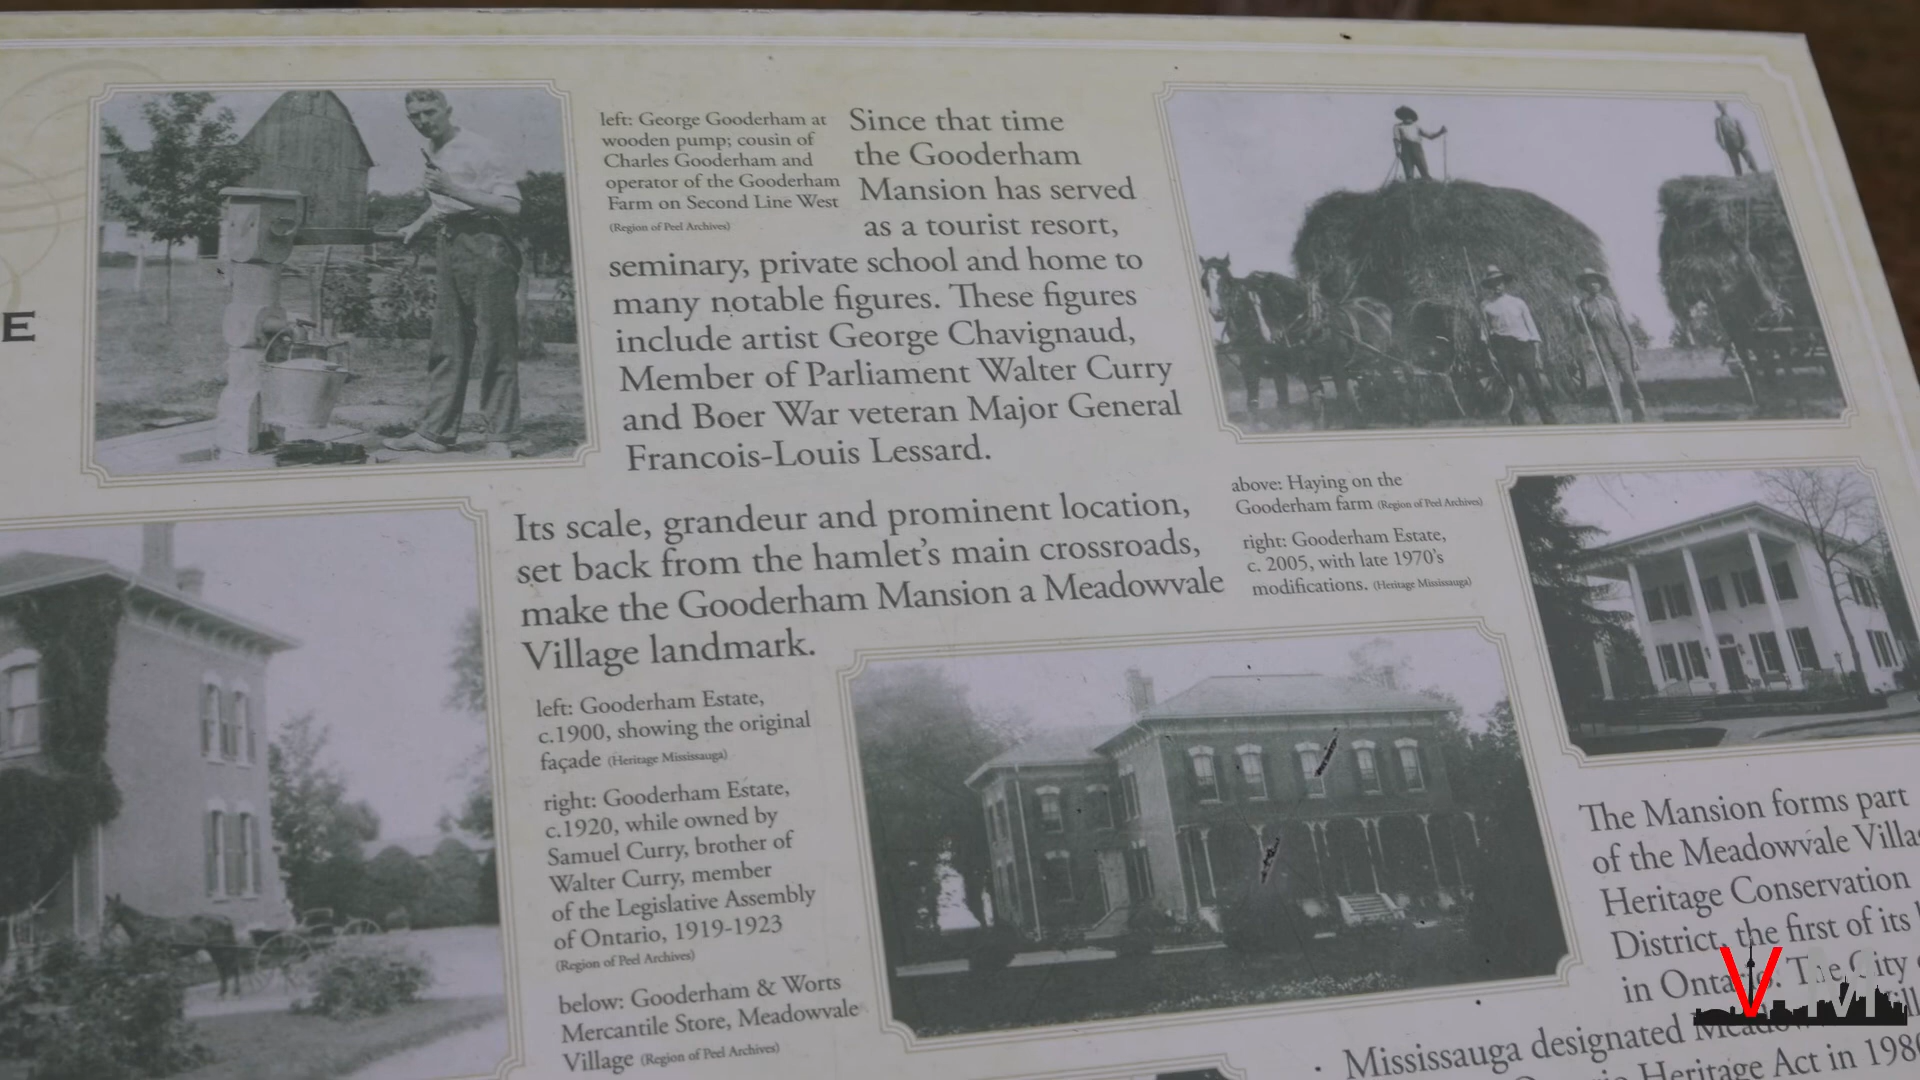 E
left: George Gooderham at
wooden pump; cousin of
Charles Gooderham and
operator of the Gooderham
Farm on Second Line West
(Region of Peel Archives)
Since that time
the Gooderham
Mansion has served
as a tourist resort,
seminary, private school and home to
many notable figures. These figures
include artist George Chavignaud,
Member of Parliament Walter Curry
and Boer War veteran Major General
Francois-Louis Lessard.
Its scale, grandeur and prominent location,
set back from the hamlet's main crossroads,
make the Gooderham Mansion a Meadowvale
Village landmark.
above: Haying on the
Gooderham farm (Region of Peel Archives)
right: Gooderham Estate,
c. 2005, with late 1970's
modifications. (Heritage Mississauga)
left: Gooderham Estate,
c.1900, showing the original
façade (Heritage Mississauga)
right: Gooderham Estate,
c.1920, while owned by
Samuel Curry, brother of
Walter Curry, member
of the Legislative Assembly
of Ontario, 1919-1923
(Region of Peel Archives)
below: Gooderham & Worts
Mercantile Store, Meadowvale
Village (Region of Peel Archives)
The Mansion forms part
of the Meadowvale Villa
Heritage Conservation
District, the first of its
in Ontario. The City
Mississauga designated
Heritage Act in 198
VM